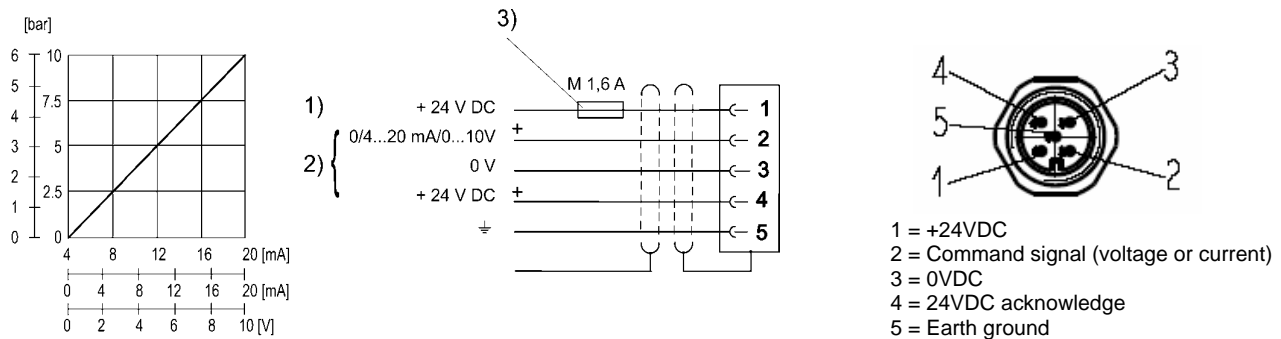 [bar]
6 10
5
4 7.5
3 5
2 2.5
1
0 0
4 8 12 16 20 [mA]
0 4 8 12 16 20 [mA]
0 2 4 6 8 10 [V]
3)
M 1,6 A
1) + 24 V DC 1
2) { 0/4...20 mA/0...10V + 2
0 V 3
+ 24 V DC + 4
5
4 3
5
1 2
1 = +24VDC
2 = Command signal (voltage or current)
3 = 0VDC
4 = 24VDC acknowledge
5 = Earth ground